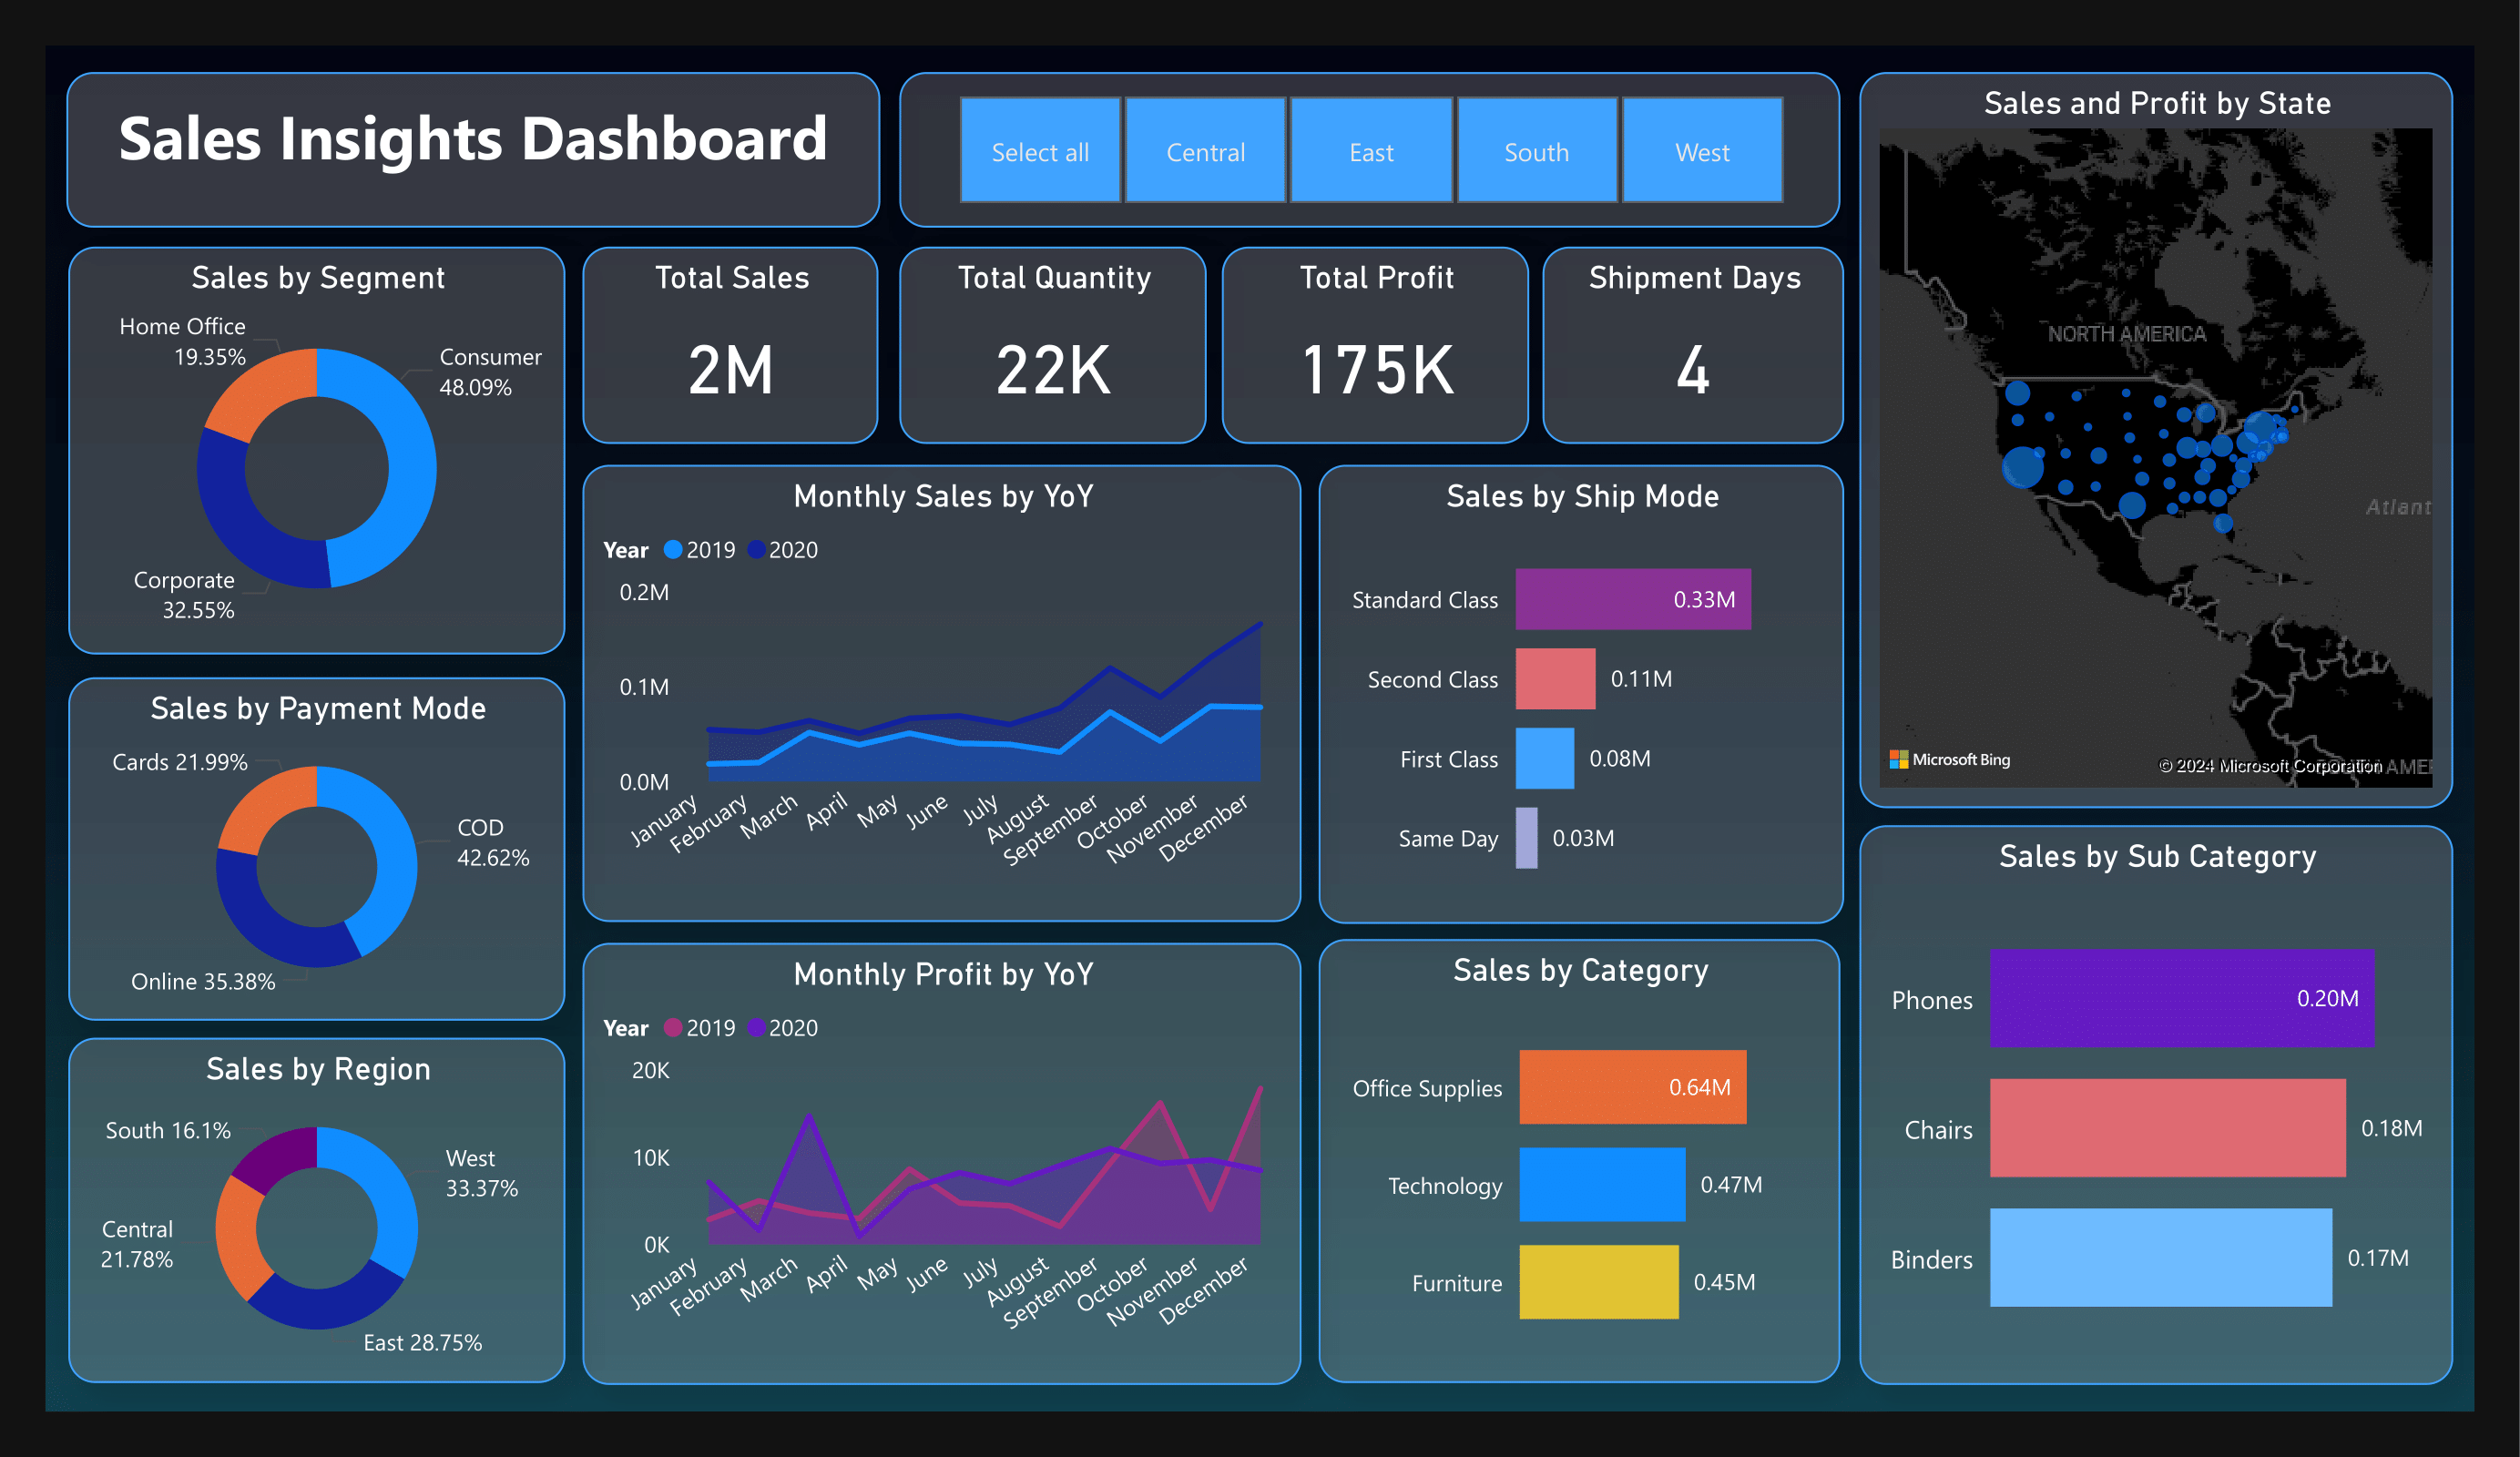 Sales Insights Dashboard
Select all
Central
East
South
West
Sales by Segment
Home Office
19.35%
Consumer
48.09%
Corporate
32.55%
Total Sales
2M
Total Quantity
22K
Total Profit
175K
Shipment Days
4
Sales and Profit by State
NORTH AMERICA
Atlant
Microsoft Bing
© 2024 Microsoft Corporation
Monthly Sales by YoY
Year 2019 2020
0.2M
0.1M
0.0M
January
February
March
April
May
June
July
August
September
October
November
December
Sales by Ship Mode
Standard Class 0.33M
Second Class 0.11M
First Class 0.08M
Same Day 0.03M
Sales by Payment Mode
Cards 21.99%
COD
42.62%
Online 35.38%
Sales by Region
South 16.1%
West
33.37%
Central
21.78%
East 28.75%
Monthly Profit by YoY
Year 2019 2020
20K
10K
0K
January
February
March
April
May
June
July
August
September
October
November
December
Sales by Category
Office Supplies 0.64M
Technology 0.47M
Furniture 0.45M
Sales by Sub Category
Phones 0.20M
Chairs 0.18M
Binders 0.17M